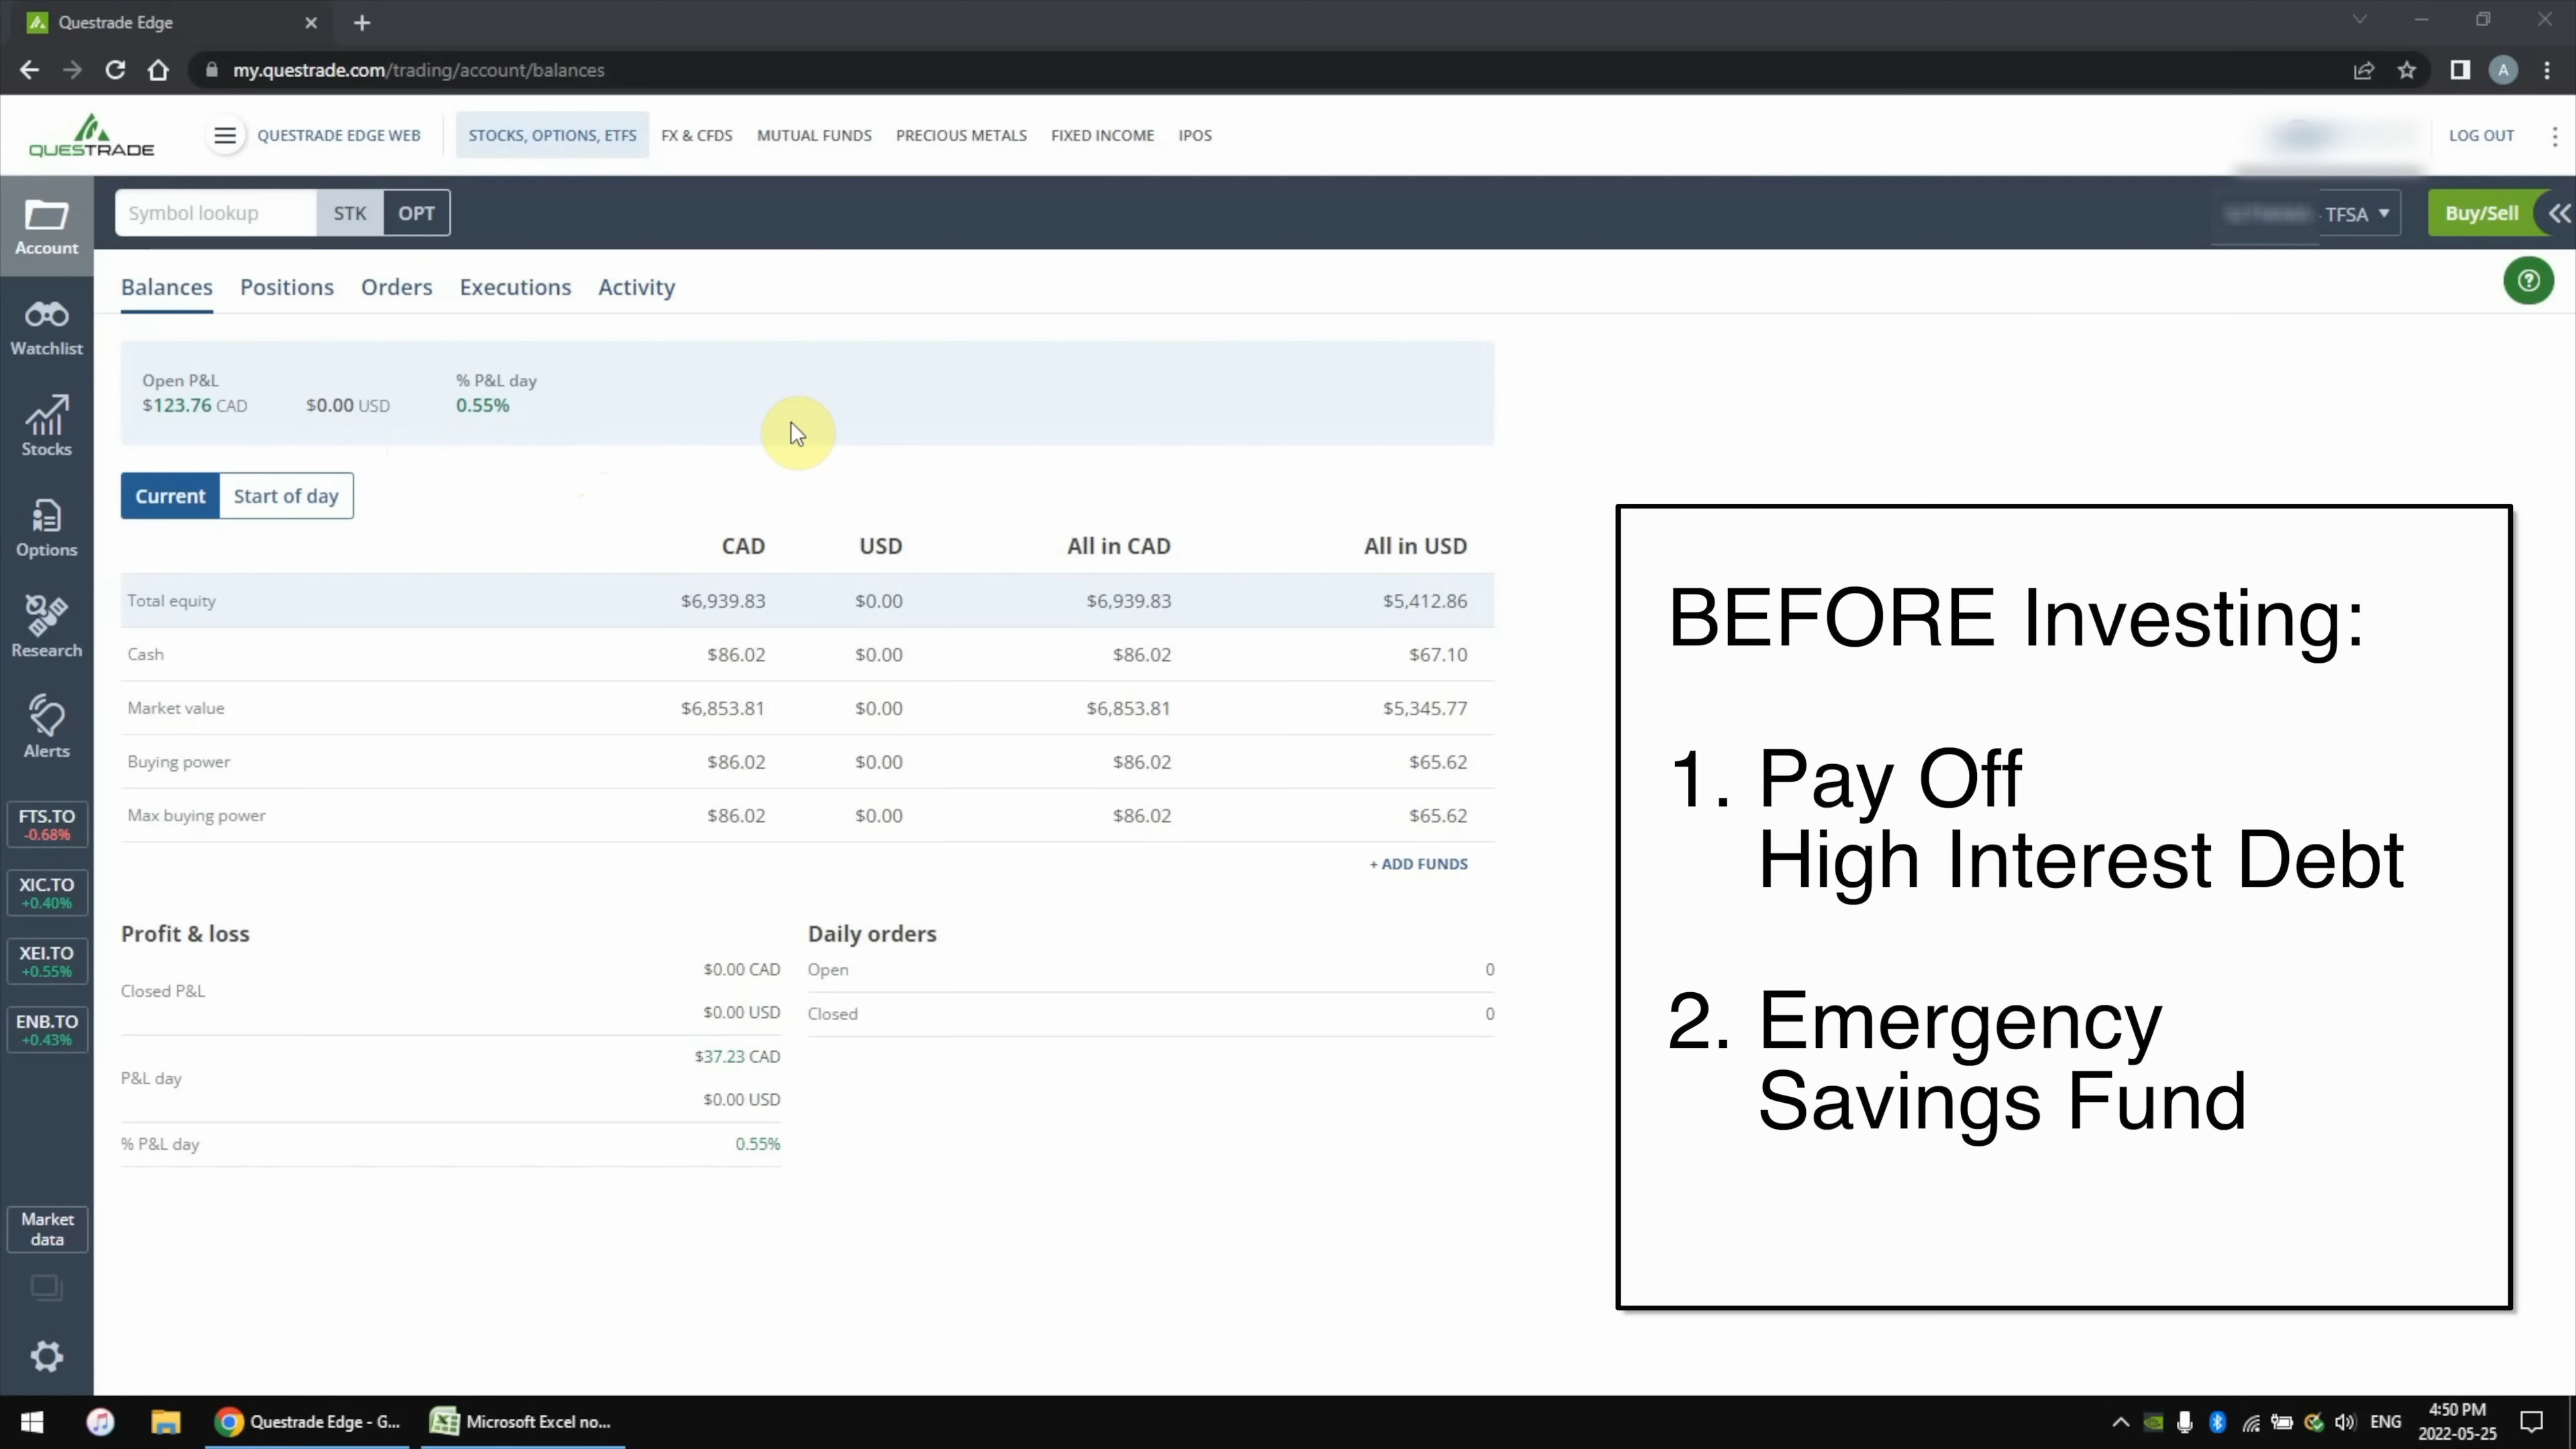 Questrade Edge
my.questrade.com/trading/account/balances
A
QUESTRADE
QUESTRADE EDGE WEB
STOCKS, OPTIONS, ETFS FX & CFDS MUTUAL FUNDS PRECIOUS METALS FIXED INCOME IPOS
LOG OUT
Symbol lookup STK OPT
- TFSA
Buy/Sell
Account
Watchlist
Stocks
Options
Research
Alerts
FTS.TO
-0.68%
XIC.TO
+0.40%
XEI.TO
+0.55%
ENB.TO
+0.43%
Market
data
Balances Positions Orders Executions Activity
?
Open P&L % P&L day
$123.76 CAD $0.00 USD 0.55%
Current Start of day
CAD USD All in CAD All in USD
Total equity $6,939.83 $0.00 $6,939.83 $5,412.86
Cash $86.02 $0.00 $86.02 $67.10
Market value $6,853.81 $0.00 $6,853.81 $5,345.77
Buying power $86.02 $0.00 $86.02 $65.62
Max buying power $86.02 $0.00 $86.02 $65.62
+ ADD FUNDS
Profit & loss
$0.00 CAD
Closed P&L
$0.00 USD
$37.23 CAD
P&L day
$0.00 USD
% P&L day 0.55%
Daily orders
Open 0
Closed 0
BEFORE Investing:
1. Pay Off
High Interest Debt
2. Emergency
Savings Fund
Questrade Edge - G...
Microsoft Excel no...
ENG
4:50 PM
2022-05-25